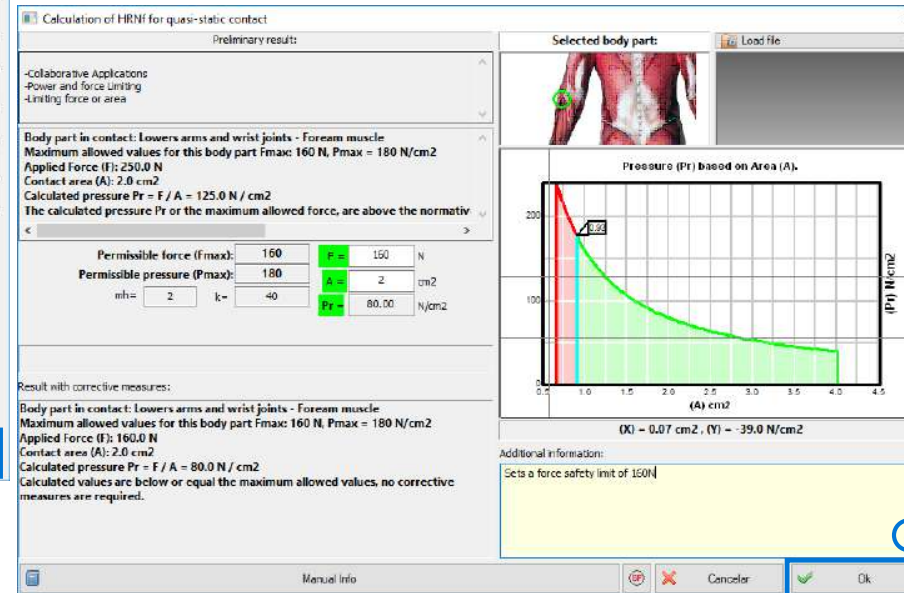 Calculation of HRNf for quasi-static contact
Preliminary result:
-Collaborative Applications
-Power and force Limiting
-Limiting force or area
Body part in contact: Lowers arms and wrist joints - Foream muscle
Maximum allowed values for this body part Fmax: 160 N, Pmax = 180 N/cm2
Applied Force (F): 250.0 N
Contact area (A): 2.0 cm2
Calculated pressure Pr = F / A = 125.0 N / cm2
The calculated pressure Pr or the maximum allowed force, are above the normativ
Permissible force (Fmax): 160 F = 160 N
Permissible pressure (Pmax): 180 A = 2 cm2
mh= 2 k= 40 Pr = 80.00 N/cm2
Result with corrective measures:
Body part in contact: Lowers arms and wrist joints - Foream muscle
Maximum allowed values for this body part Fmax: 160 N, Pmax = 180 N/cm2
Applied Force (F): 160.0 N
Contact area (A): 2.0 cm2
Calculated pressure Pr = F / A = 80.0 N / cm2
Calculated values are below or equal the maximum allowed values, no corrective
measures are required.
Selected body part: Load file
Pressure (Pr) based on Area (A).
200
0.93
100
(Pr) N/cm2
0.5 1.0 1.5 2.0 2.5 3.0 3.5 4.0 4.5
(A) cm2
(X) = 0.07 cm2 , (Y) = -39.0 N/cm2
Additional information:
Sets a force safety limit of 160N
Manual Info Cancelar Ok